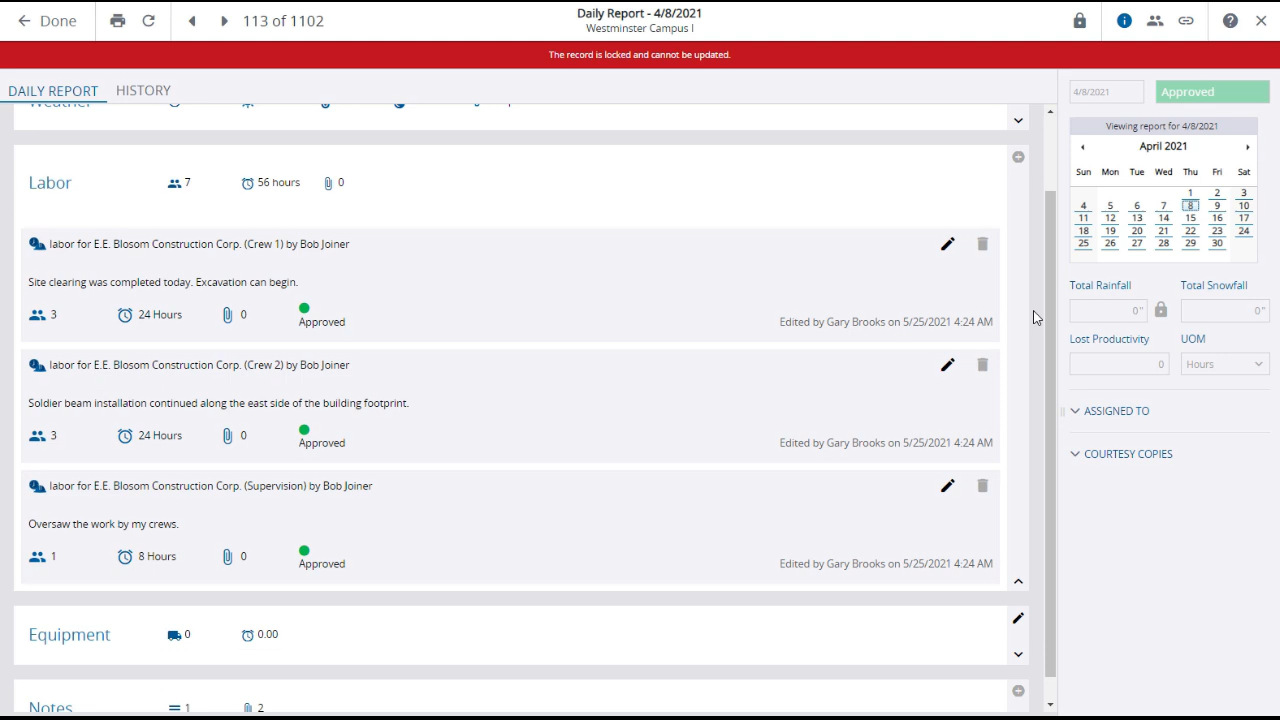 Done
113 of 1102
Daily Report - 4/8/2021
Westminster Campus I
The record is locked and cannot be updated.
DAILY REPORT
HISTORY
Weather
Labor
7
56 hours
0
labor for E.E. Blosom Construction Corp. (Crew 1) by Bob Joiner
Site clearing was completed today. Excavation can begin.
3
24 Hours
0
Approved
Edited by Gary Brooks on 5/25/2021 4:24 AM
labor for E.E. Blosom Construction Corp. (Crew 2) by Bob Joiner
Soldier beam installation continued along the east side of the building footprint.
3
24 Hours
0
Approved
Edited by Gary Brooks on 5/25/2021 4:24 AM
labor for E.E. Blosom Construction Corp. (Supervision) by Bob Joiner
Oversaw the work by my crews.
1
8 Hours
0
Approved
Edited by Gary Brooks on 5/25/2021 4:24 AM
Equipment
0
0.00
Notes
1
2
4/8/2021
Approved
Viewing report for 4/8/2021
April 2021
Sun Mon Tue Wed Thu Fri Sat
1 2 3
4 5 6 7 8 9 10
11 12 13 14 15 16 17
18 19 20 21 22 23 24
25 26 27 28 29 30
Total Rainfall
Total Snowfall
0"
0"
Lost Productivity
UOM
0
Hours
ASSIGNED TO
COURTESY COPIES